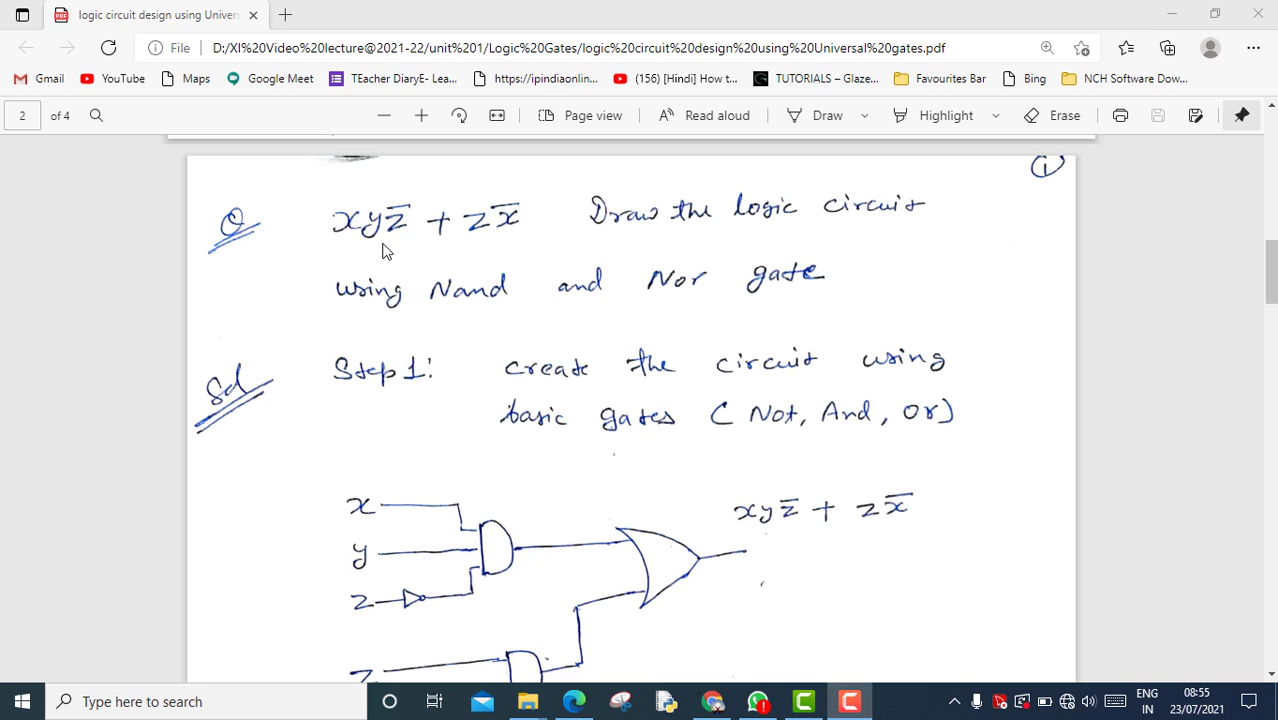 logic circuit design using Univer
File D:/XI%20Video%20lecture@2021-22/unit%201/Logic%20Gates/logic%20circuit%20design%20using%20Universal%20gates.pdf
Gmail YouTube Maps Google Meet TEacher DiaryE- Lea... https://ipindiaonlin... (156) [Hindi] How t... TUTORIALS – Glaze... Favourites Bar Bing NCH Software Dow...
2 of 4 Page view Read aloud Draw Highlight Erase
1
Q xyz̅ + zx̅ Draw the logic circuit
using Nand and Nor gate
Sol Step 1: create the circuit using
basic gates ( Not, And, or)
x
xyz̅ + zx̅
y
z
z
Type here to search
ENG
IN
08:55
23/07/2021